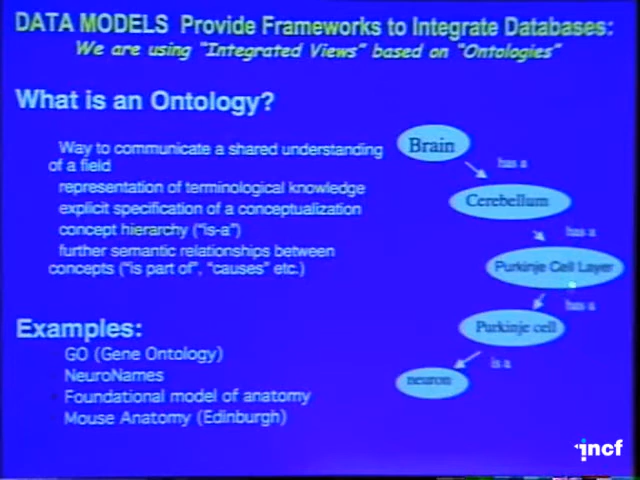 DATA MODELS Provide Frameworks to Integrate Databases:
We are using "Integrated Views" based on "Ontologies"
What is an Ontology?
Way to communicate a shared understanding
of a field
representation of terminological knowledge
explicit specification of a conceptualization
concept hierarchy ("is-a")
further semantic relationships between
concepts ("is part of", "causes" etc.)
Examples:
GO (Gene Ontology)
NeuroNames
Foundational model of anatomy
Mouse Anatomy (Edinburgh)
Brain
has a
Cerebellum
has a
Purkinje Cell Layer
has a
Purkinje cell
is a
neuron
incf